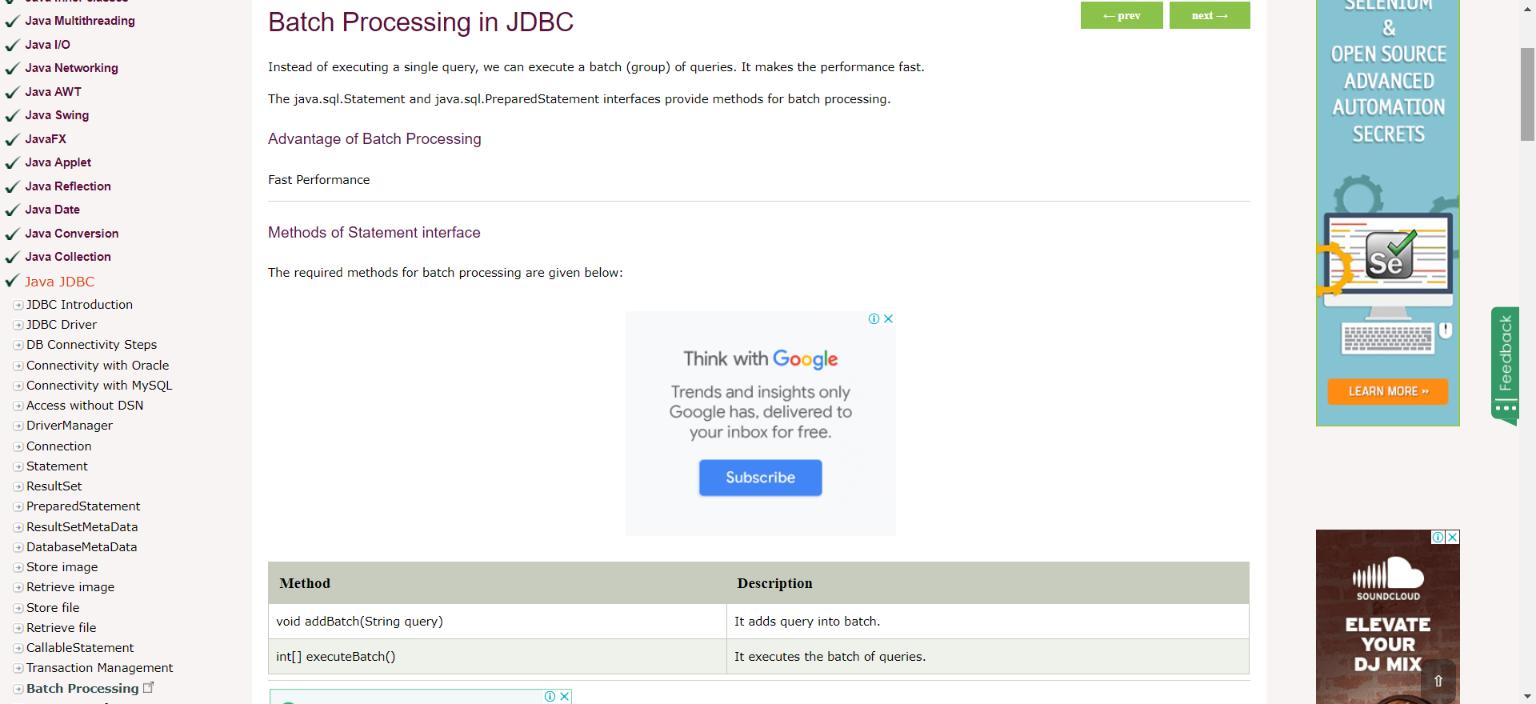 Java Multithreading
Java I/O
Java Networking
Java AWT
Java Swing
JavaFX
Java Applet
Java Reflection
Java Date
Java Conversion
Java Collection
Java JDBC
JDBC Introduction
JDBC Driver
DB Connectivity Steps
Connectivity with Oracle
Connectivity with MySQL
Access without DSN
DriverManager
Connection
Statement
ResultSet
PreparedStatement
ResultSetMetaData
DatabaseMetaData
Store image
Retrieve image
Store file
Retrieve file
CallableStatement
Transaction Management
Batch Processing
Batch Processing in JDBC
← prev
next →
Instead of executing a single query, we can execute a batch (group) of queries. It makes the performance fast.
The java.sql.Statement and java.sql.PreparedStatement interfaces provide methods for batch processing.
Advantage of Batch Processing
Fast Performance
Methods of Statement interface
The required methods for batch processing are given below:
Think with Google
Trends and insights only
Google has, delivered to
your inbox for free.
Subscribe
Method Description
void addBatch(String query) It adds query into batch.
int[] executeBatch() It executes the batch of queries.
SELENIUM
&
OPEN SOURCE
ADVANCED
AUTOMATION
SECRETS
Se
LEARN MORE »
Feedback
SOUNDCLOUD
ELEVATE
YOUR
DJ MIX